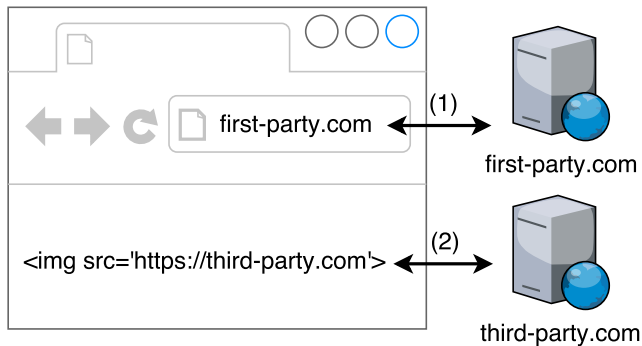 first-party.com
(1)
first-party.com
<img src='https://third-party.com'>
(2)
third-party.com